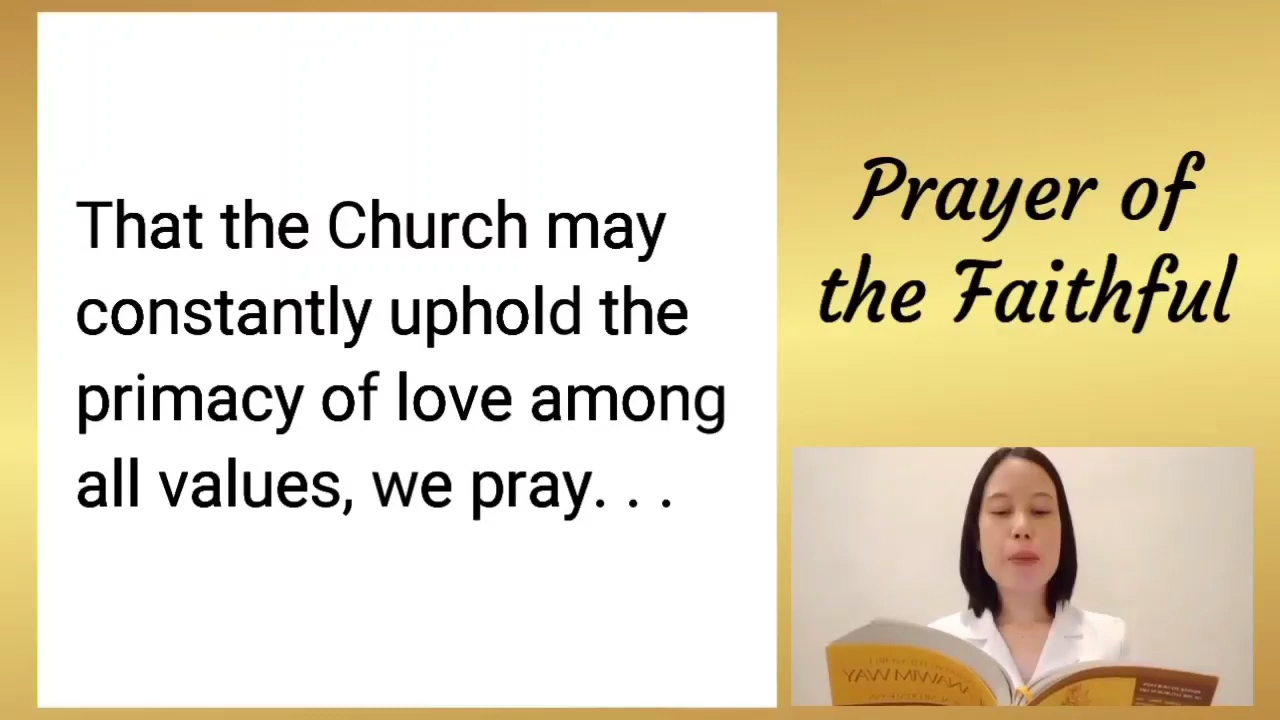 That the Church may
constantly uphold the
primacy of love among
all values, we pray. . .
Prayer of
the Faithful